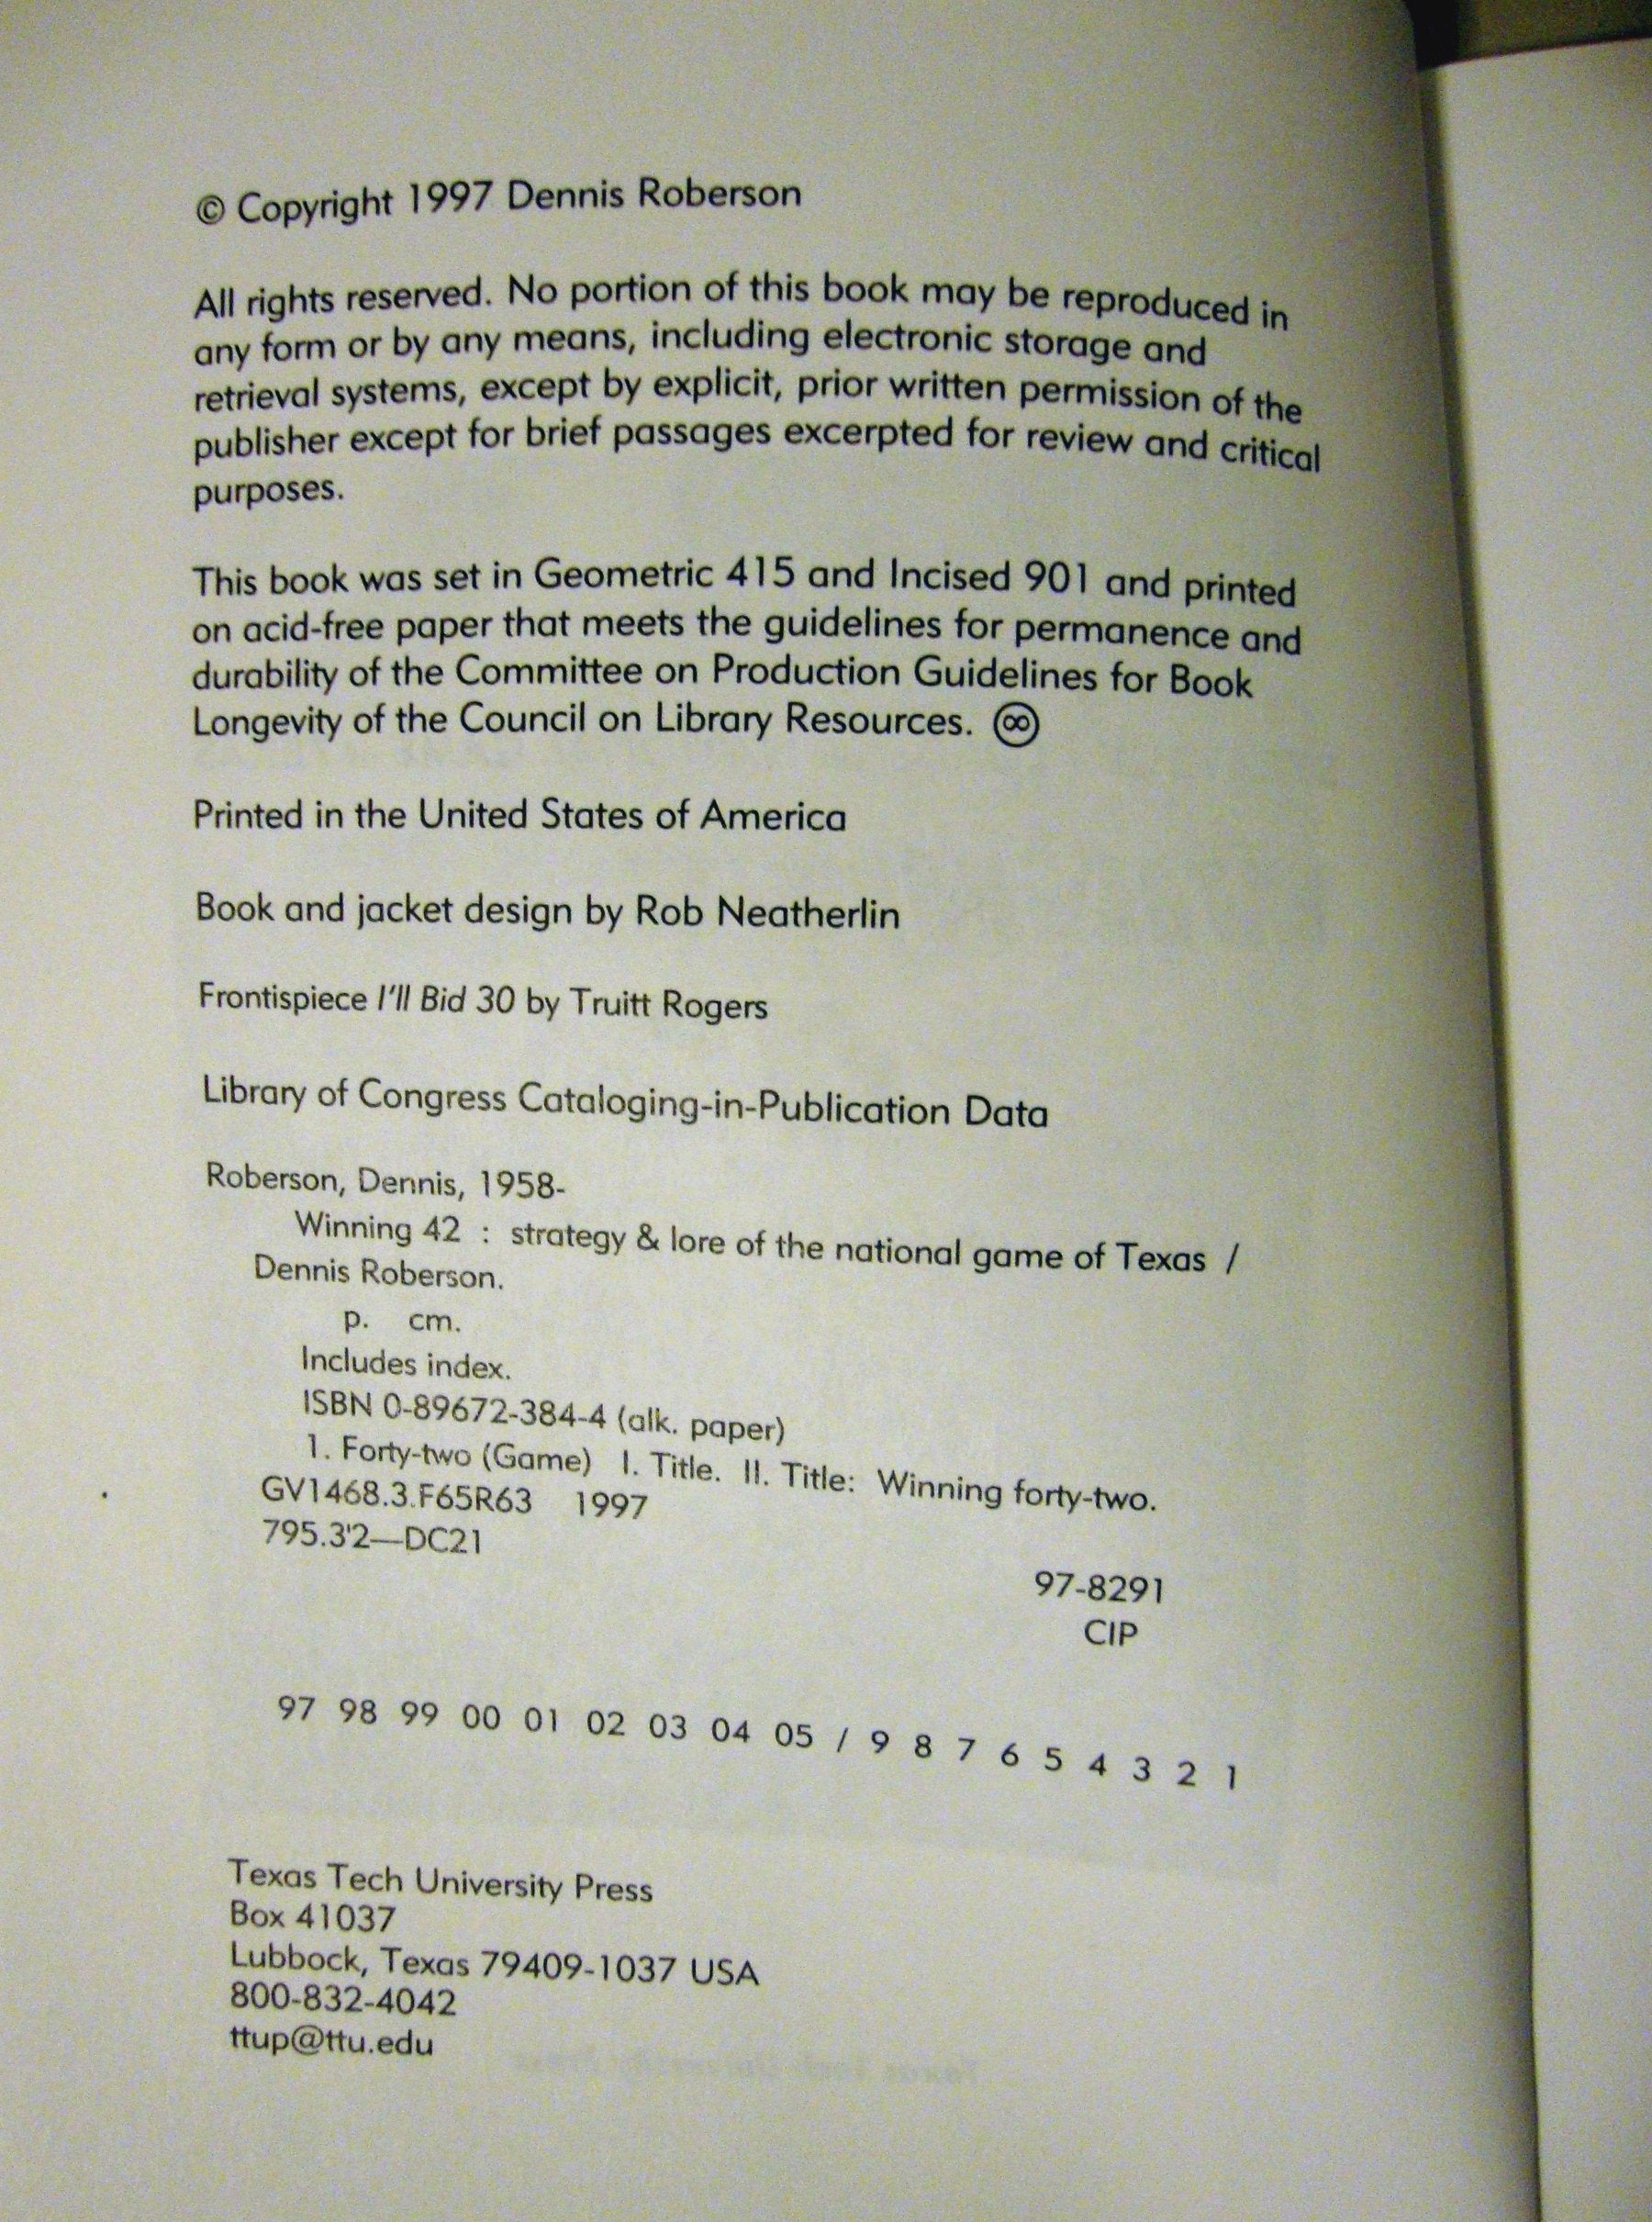 © Copyright 1997 Dennis Roberson
All rights reserved. No portion of this book may be reproduced in
any form or by any means, including electronic storage and
retrieval systems, except by explicit, prior written permission of the
publisher except for brief passages excerpted for review and critical
purposes.
This book was set in Geometric 415 and Incised 901 and printed
on acid-free paper that meets the guidelines for permanence and
durability of the Committee on Production Guidelines for Book
Longevity of the Council on Library Resources. ♾
Printed in the United States of America
Book and jacket design by Rob Neatherlin
Frontispiece I'll Bid 30 by Truitt Rogers
Library of Congress Cataloging-in-Publication Data
Roberson, Dennis, 1958-
Winning 42 : strategy & lore of the national game of Texas /
Dennis Roberson.
p. cm.
Includes index.
ISBN 0-89672-384-4 (alk. paper)
1. Forty-two (Game) I. Title. II. Title: Winning forty-two.
GV1468.3.F65R63 1997
795.3'2—DC21
97-8291
CIP
97 98 99 00 01 02 03 04 05 / 9 8 7 6 5 4 3 2 1
Texas Tech University Press
Box 41037
Lubbock, Texas 79409-1037 USA
800-832-4042
ttup@ttu.edu